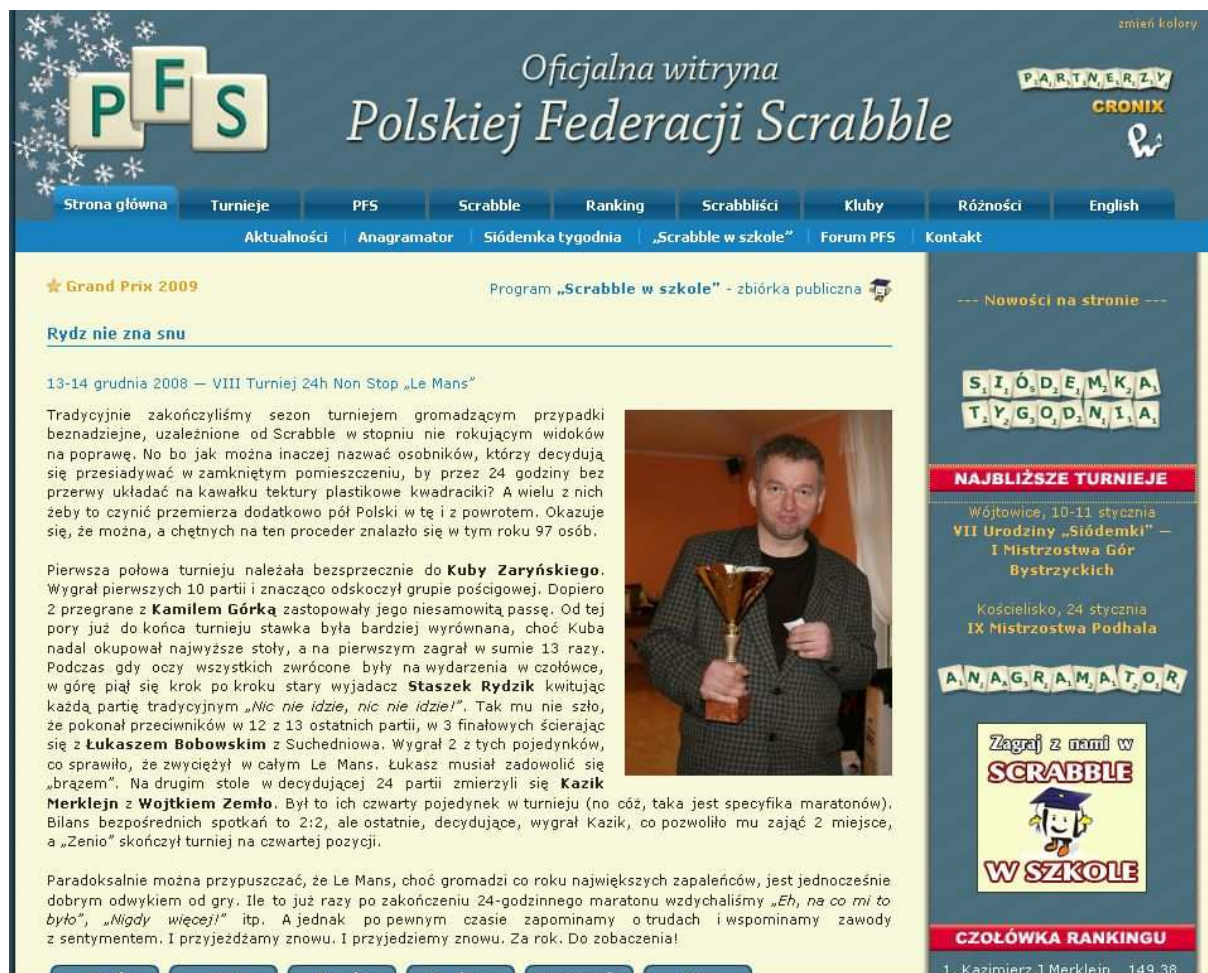 zmień kolory
PFS
Oficjalna witryna
Polskiej Federacji Scrabble
PARTNERZY
CRONIX
Strona główna Turnieje PFS Scrabble Ranking Scrabbliści Kluby Różności English
Aktualności Anagramator Siódemka tygodnia „Scrabble w szkole” Forum PFS Kontakt
Grand Prix 2009
Program „Scrabble w szkole” - zbiórka publiczna
Rydz nie zna snu
13-14 grudnia 2008 — VIII Turniej 24h Non Stop „Le Mans”
Tradycyjnie zakończyliśmy sezon turniejem gromadzącym przypadki
beznadziejne, uzależnione od Scrabble w stopniu nie rokującym widoków
na poprawę. No bo jak można inaczej nazwać osobników, którzy decydują
się przesiadywać w zamkniętym pomieszczeniu, by przez 24 godziny bez
przerwy układać na kawałku tektury plastikowe kwadraciki? A wielu z nich
żeby to czynić przemierza dodatkowo pół Polski w tę i z powrotem. Okazuje
się, że można, a chętnych na ten proceder znalazło się w tym roku 97 osób.
Pierwsza połowa turnieju należała bezsprzecznie do Kuby Zaryńskiego.
Wygrał pierwszych 10 partii i znacząco odskoczył grupie pościgowej. Dopiero
2 przegrane z Kamilem Górką zastopowały jego niesamowitą passę. Od tej
pory już do końca turnieju stawka była bardziej wyrównana, choć Kuba
nadal okupował najwyższe stoły, a na pierwszym zagrał w sumie 13 razy.
Podczas gdy oczy wszystkich zwrócone były na wydarzenia w czołówce,
w górę piął się krok po kroku stary wyjadacz Staszek Rydzik kwitując
każdą partię tradycyjnym „Nic nie idzie, nic nie idzie!”. Tak mu nie szło,
że pokonał przeciwników w 12 z 13 ostatnich partii, w 3 finałowych ścierając
się z Łukaszem Bobowskim z Suchedniowa. Wygrał 2 z tych pojedynków,
co sprawiło, że zwyciężył w całym Le Mans. Łukasz musiał zadowolić się
„brązem”. Na drugim stole w decydującej 24 partii zmierzyli się Kazik
Merklejn z Wojtkiem Zemło. Był to ich czwarty pojedynek w turnieju (no cóż, taka jest specyfika maratonów).
Bilans bezpośrednich spotkań to 2:2, ale ostatnie, decydujące, wygrał Kazik, co pozwoliło mu zająć 2 miejsce,
a „Zenio” skończył turniej na czwartej pozycji.
Paradoksalnie można przypuszczać, że Le Mans, choć gromadzi co roku największych zapaleńców, jest jednocześnie
dobrym odwykiem od gry. Ile to już razy po zakończeniu 24-godzinnego maratonu wzdychaliśmy „Eh, na co mi to
było”, „Nigdy więcej!” itp. A jednak po pewnym czasie zapominamy o trudach i wspominamy zawody
z sentymentem. I przyjeżdżamy znowu. I przyjedziemy znowu. Za rok. Do zobaczenia!
--- Nowości na stronie ---
SIÓDEMKA
TYGODNIA
NAJBLIŻSZE TURNIEJE
Wójtowice, 10-11 stycznia
VII Urodziny „Siódemki” —
I Mistrzostwa Gór
Bystrzyckich
Kościelisko, 24 stycznia
IX Mistrzostwa Podhala
ANAGRAMATOR
Zagraj z nami w
SCRABBLE
W SZKOLE
CZOŁÓWKA RANKINGU
1. Kazimierz J.Merklejn 149,38